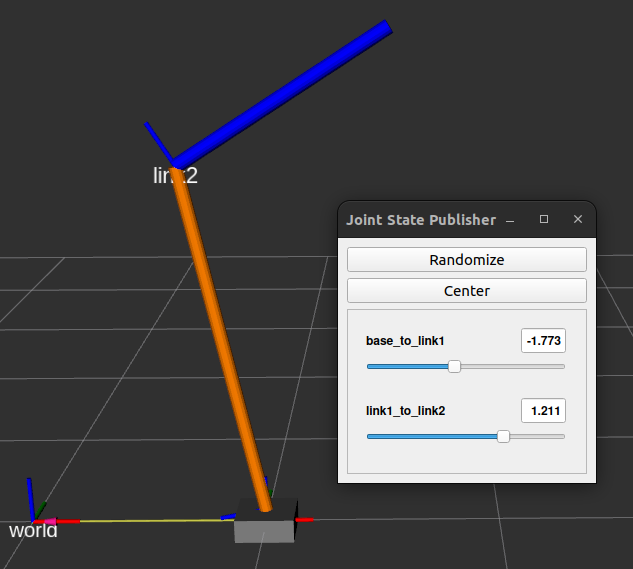 link2
Joint State Publisher
Randomize
Center
base_to_link1 -1.773
link1_to_link2 1.211
world